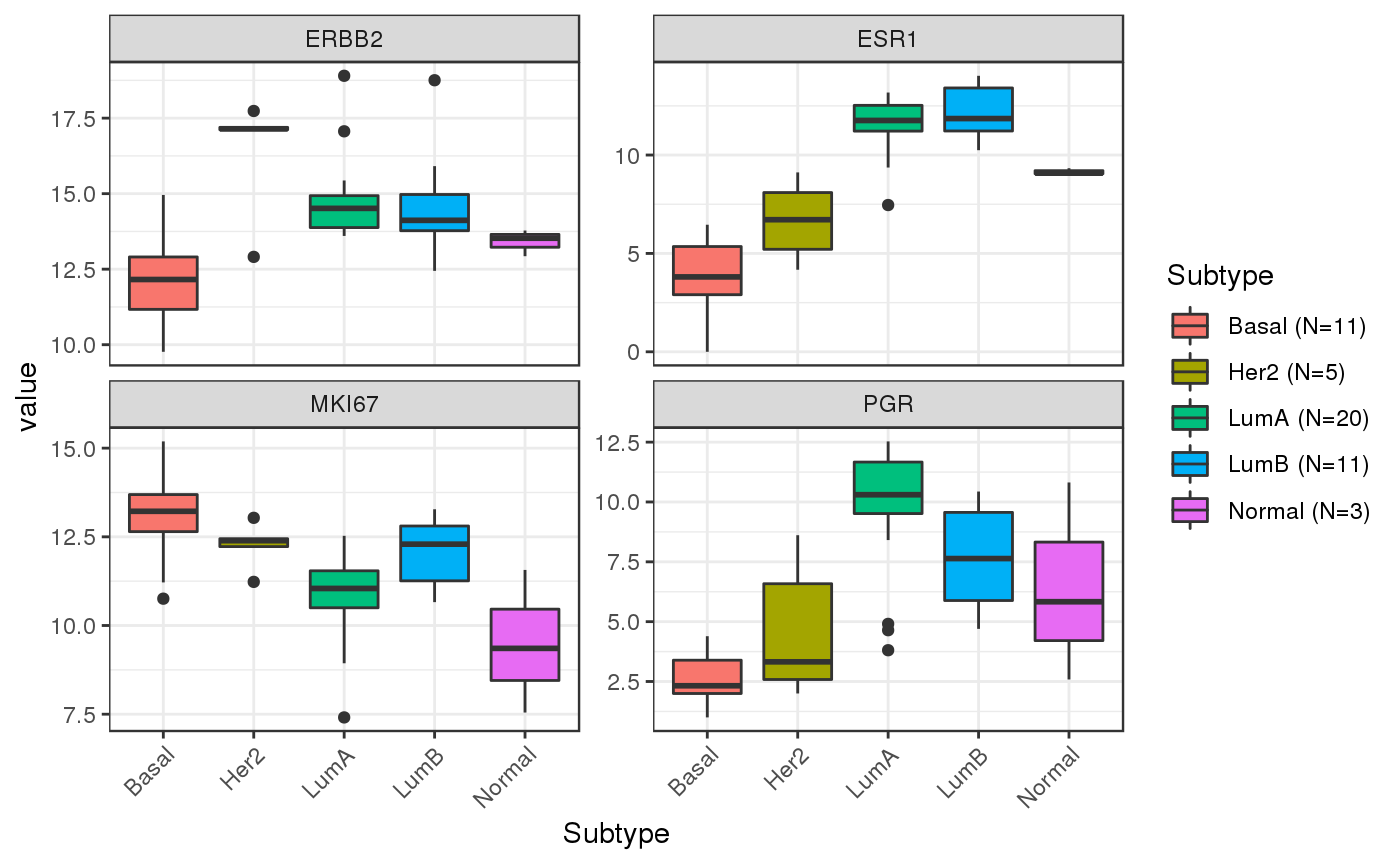 ERBB2
ESR1
17.5
15.0
12.5
10.0
10
5
0
MKI67
PGR
15.0
12.5
10.0
7.5
12.5
10.0
7.5
5.0
2.5
value
Basal
Her2
LumA
LumB
Normal
Basal
Her2
LumA
LumB
Normal
Subtype
Subtype
Basal (N=11)
Her2 (N=5)
LumA (N=20)
LumB (N=11)
Normal (N=3)